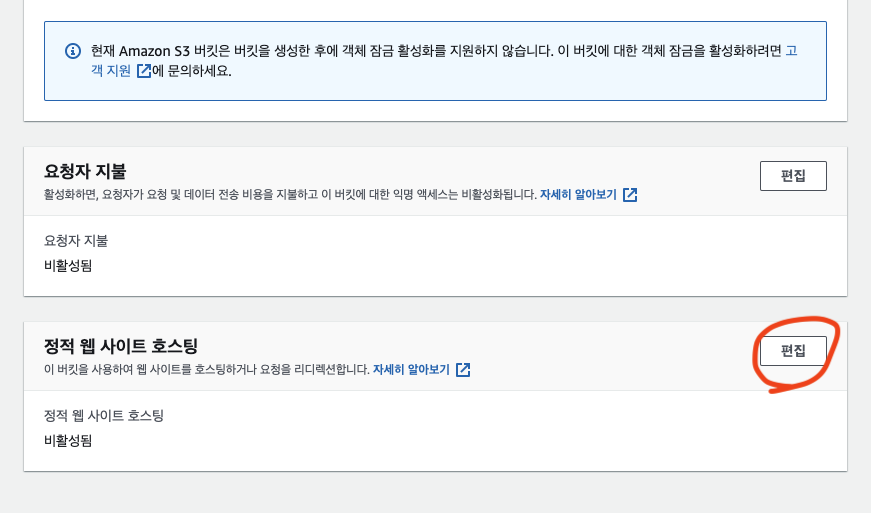 현재 Amazon S3 버킷은 버킷을 생성한 후에 객체 잠금 활성화를 지원하지 않습니다. 이 버킷에 대한 객체 잠금을 활성화하려면 고
객 지원에 문의하세요.
요청자 지불
편집
활성화하면, 요청자가 요청 및 데이터 전송 비용을 지불하고 이 버킷에 대한 익명 액세스는 비활성화됩니다. 자세히 알아보기
요청자 지불
비활성됨
정적 웹 사이트 호스팅
편집
이 버킷을 사용하여 웹 사이트를 호스팅하거나 요청을 리디렉션합니다. 자세히 알아보기
정적 웹 사이트 호스팅
비활성됨